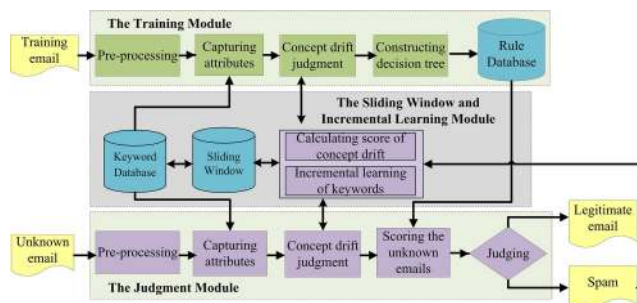 The Training Module
Training
email
Pre-processing
Capturing
attributes
Concept drift
judgment
Constructing
decision tree
Rule
Database
The Sliding Window and
Incremental Learning Module
Keyword
Database
Sliding
Window
Calculating score of
concept drift
Incremental learning
of keywords
Unknown
email
Pre-processing
Capturing
attributes
Concept drift
judgment
Scoring the
unknown
emails
Judging
Legitimate
email
Spam
The Judgment Module